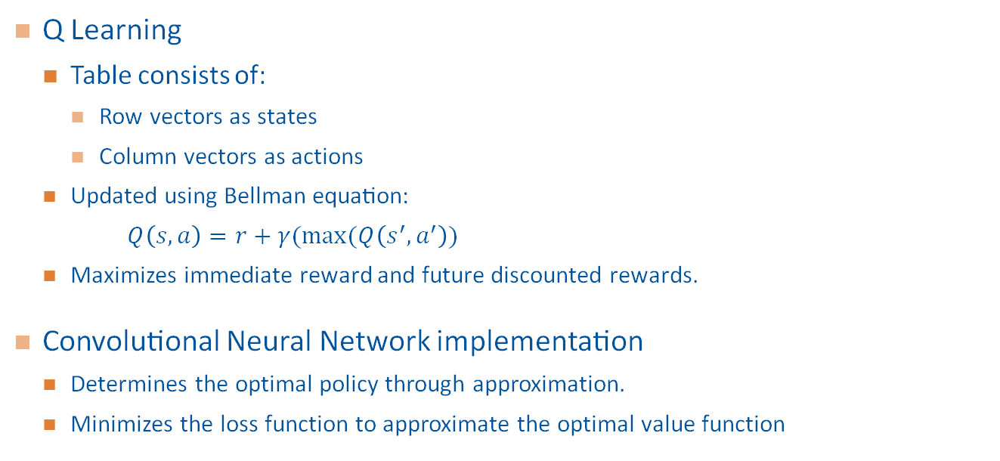 Q Learning
Table consists of:
Row vectors as states
Column vectors as actions
Updated using Bellman equation:
Q(s, a) = r + γ(max(Q(s′, a′))
Maximizes immediate reward and future discounted rewards.
Convolutional Neural Network implementation
Determines the optimal policy through approximation.
Minimizes the loss function to approximate the optimal value function